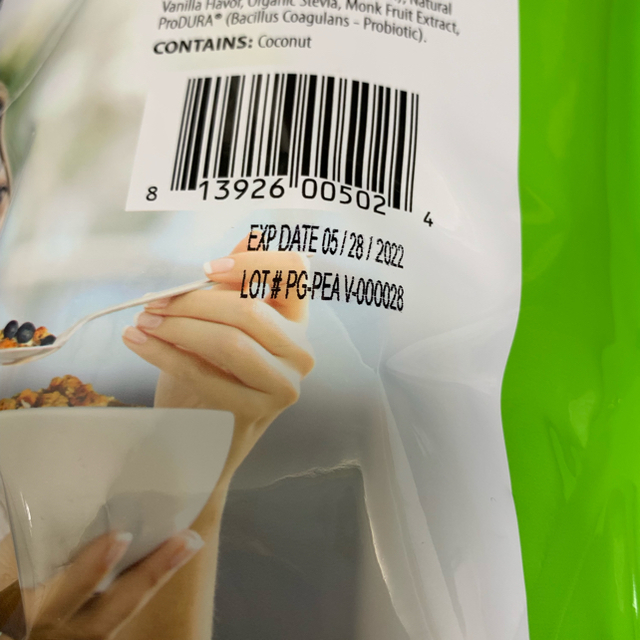 Vanilla Flavor, Organic Stevia, Monk Fruit Extract,
Natural
ProDURA® (Bacillus Coagulans - Probiotic).
CONTAINS: Coconut
8 13926 00502 4
EXP DATE 05/28/2022
LOT # PG-PEA V-000028